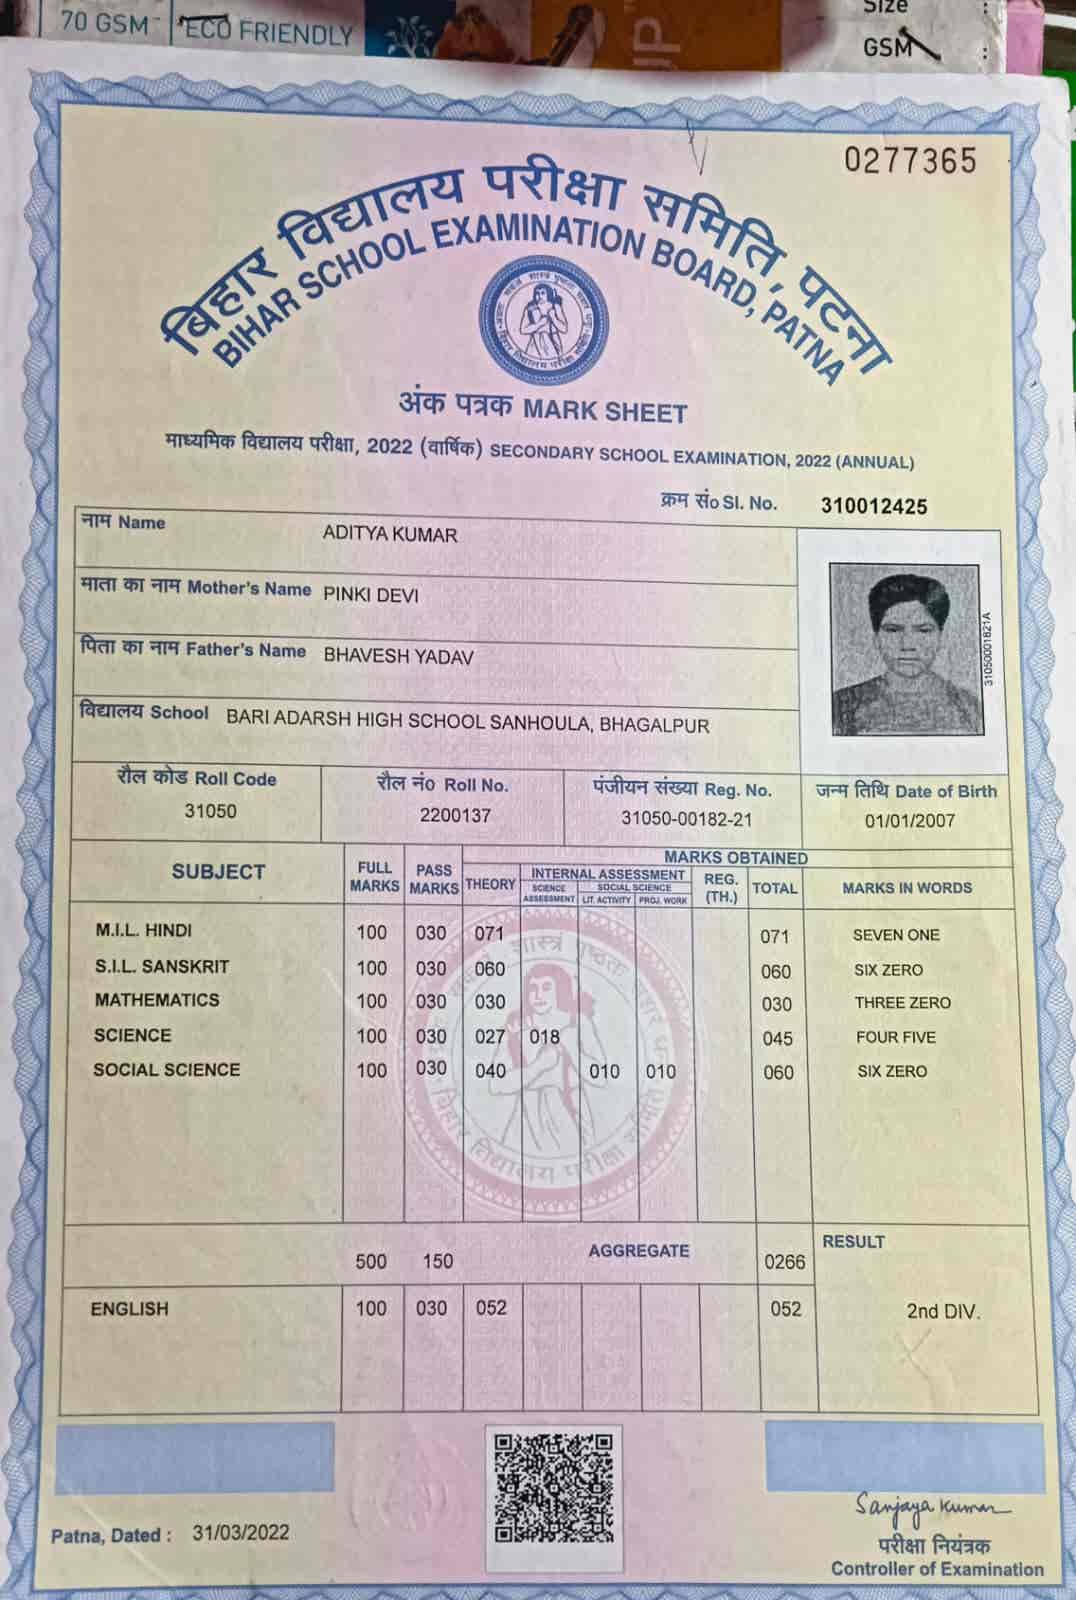 70 GSM ECO FRIENDLY
Size :
GSM :
0277365
बिहार विद्यालय परीक्षा समिति, पटना
BIHAR SCHOOL EXAMINATION BOARD, PATNA
अंक पत्रक MARK SHEET
माध्यमिक विद्यालय परीक्षा, 2022 (वार्षिक) SECONDARY SCHOOL EXAMINATION, 2022 (ANNUAL)
क्रम सं० Sl. No. 310012425
नाम Name ADITYA KUMAR
माता का नाम Mother's Name PINKI DEVI
पिता का नाम Father's Name BHAVESH YADAV
31050001821A
विद्यालय School BARI ADARSH HIGH SCHOOL SANHOULA, BHAGALPUR
रौल कोड Roll Code रौल नं० Roll No. पंजीयन संख्या Reg. No. जन्म तिथि Date of Birth
31050 2200137 31050-00182-21 01/01/2007
MARKS OBTAINED
SUBJECT FULL MARKS PASS MARKS THEORY INTERNAL ASSESSMENT REG. (TH.) TOTAL MARKS IN WORDS
SCIENCE ASSESSMENT SOCIAL SCIENCE
LIT. ACTIVITY PROJ. WORK
M.I.L. HINDI 100 030 071 071 SEVEN ONE
S.I.L. SANSKRIT 100 030 060 060 SIX ZERO
MATHEMATICS 100 030 030 030 THREE ZERO
SCIENCE 100 030 027 018 045 FOUR FIVE
SOCIAL SCIENCE 100 030 040 010 010 060 SIX ZERO
बिहार विद्यालय परीक्षा समिति
500 150 AGGREGATE 0266 RESULT
ENGLISH 100 030 052 052 2nd DIV.
Patna, Dated : 31/03/2022
Sanjaya Kumar
परीक्षा नियंत्रक
Controller of Examination